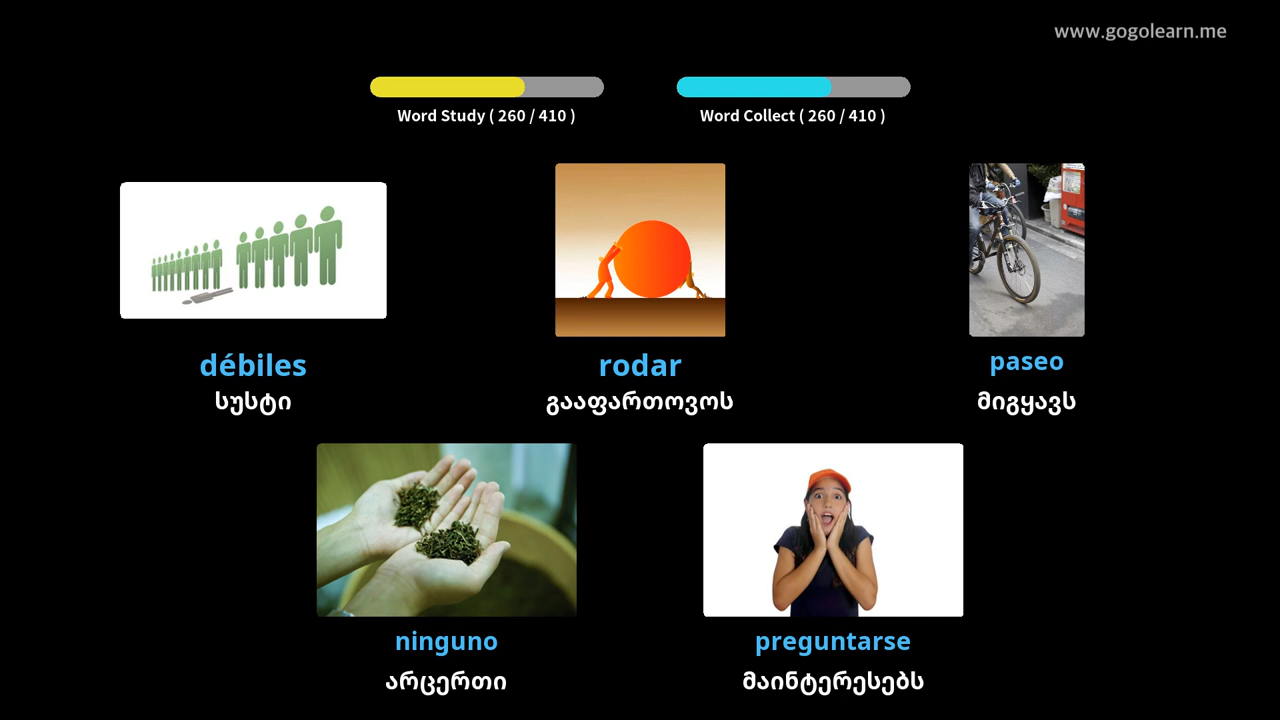 www.gogolearn.me
Word Study ( 260 / 410 )
Word Collect ( 260 / 410 )
débiles
სუსტი
rodar
გააფართოვოს
paseo
მიგყავს
ninguno
არცერთი
preguntarse
მაინტერესებს